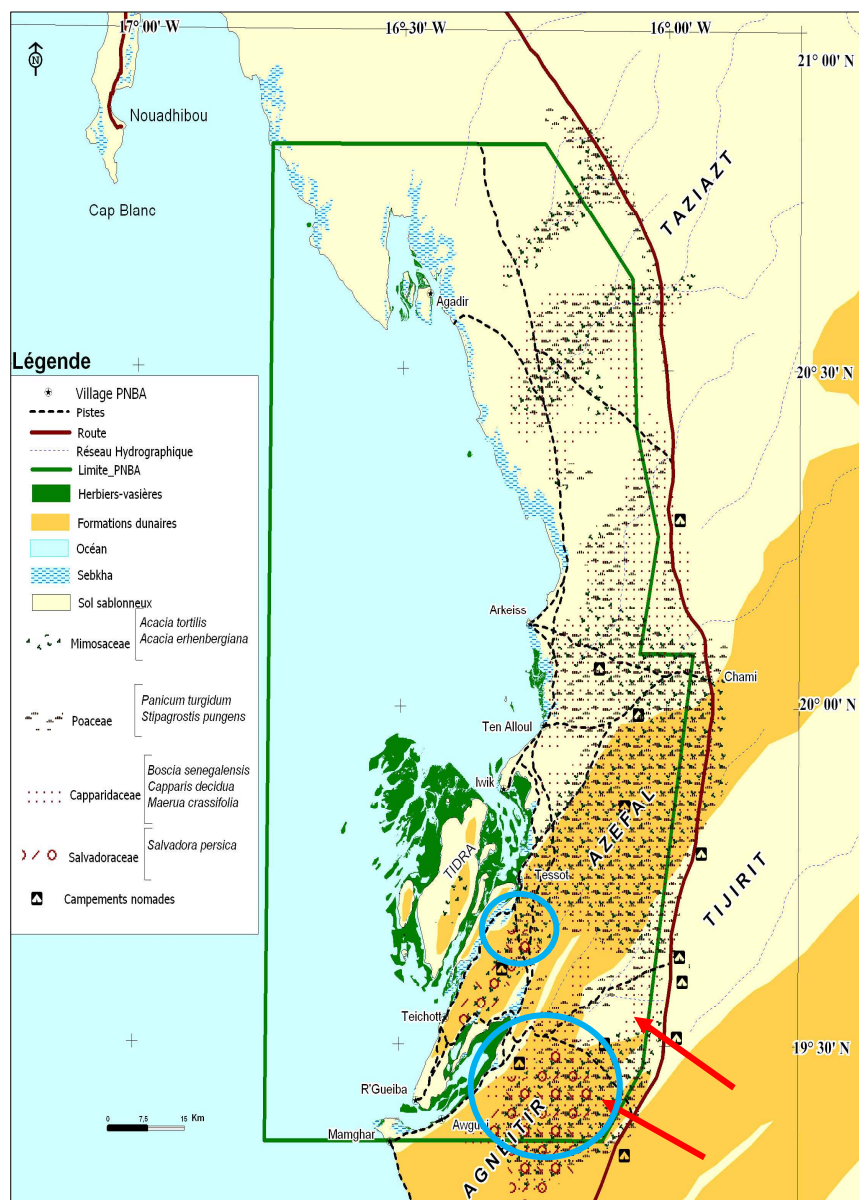 17° 00' W
16° 30' W
16° 00' W
21° 00' N
N
Nouadhibou
Cap Blanc
TAZIAZT
Agadir
20° 30' N
Légende
Village PNBA
Pistes
Route
Réseau Hydrographique
Limite_PNBA
Herbiers-vasières
Formations dunaires
Océan
Sebkha
Sol sablonneux
Mimosaceae
Acacia tortilis
Acacia erhenbergiana
Poaceae
Panicum turgidum
Stipagrostis pungens
Capparidaceae
Boscia senegalensis
Capparis decidua
Maerua crassifolia
Salvadoraceae
Salvadora persica
Campements nomades
Arkeiss
Chami
20° 00' N
Ten Alloul
Iwik
AZEFAL
TIDRA
Tessot
TIJIRIT
Teichott
19° 30' N
R'Gueiba
Mamghar
AGNEITIR
0 7,5 15 Km